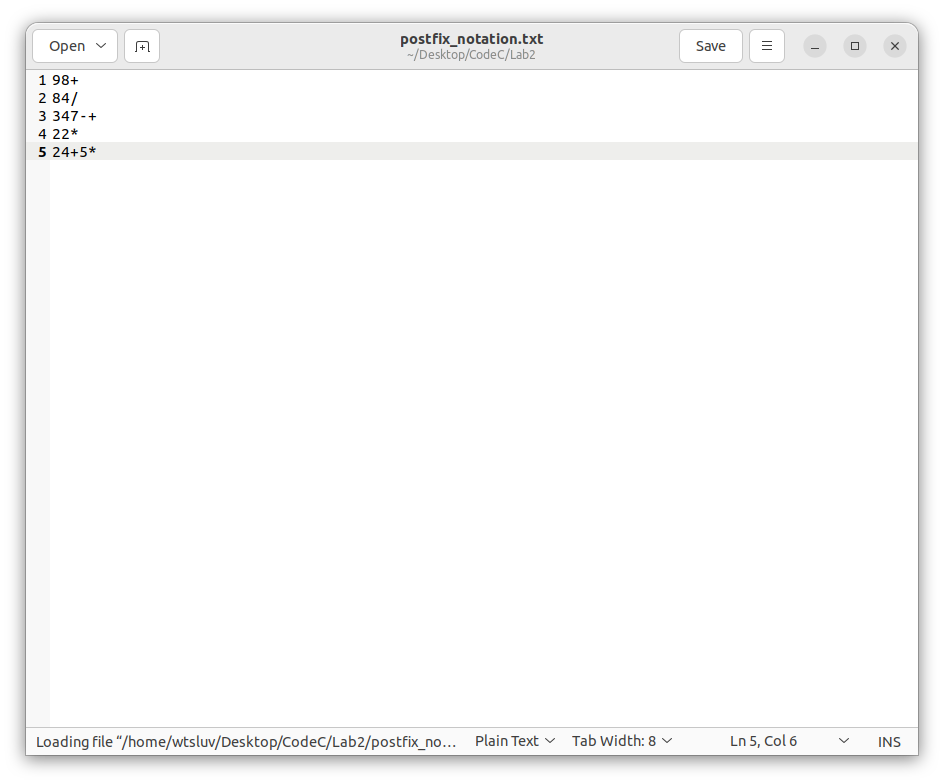 Open
postfix_notation.txt
~/Desktop/CodeC/Lab2
Save
1 98+
2 84/
3 347-+
4 22*
5 24+5*
Loading file “/home/wtsluv/Desktop/CodeC/Lab2/postfix_no… Plain Text Tab Width: 8 Ln 5, Col 6 INS